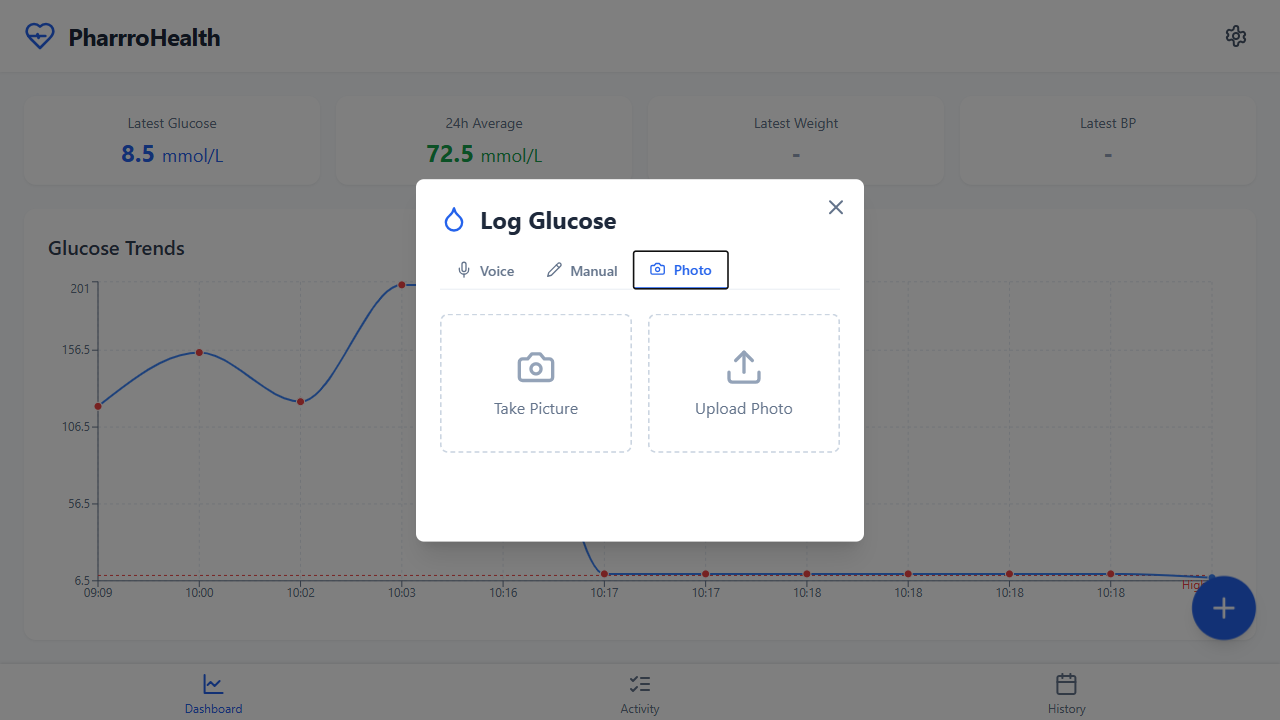 PharrroHealth
Latest Glucose
8.5 mmol/L
24h Average
72.5 mmol/L
Latest Weight
-
Latest BP
-
Glucose Trends
201
156.5
106.5
56.5
6.5
09:09
10:00
10:02
10:03
10:16
10:17
10:17
10:18
10:18
10:18
10:18
Log Glucose
Voice
Manual
Photo
Take Picture
Upload Photo
Dashboard
Activity
History